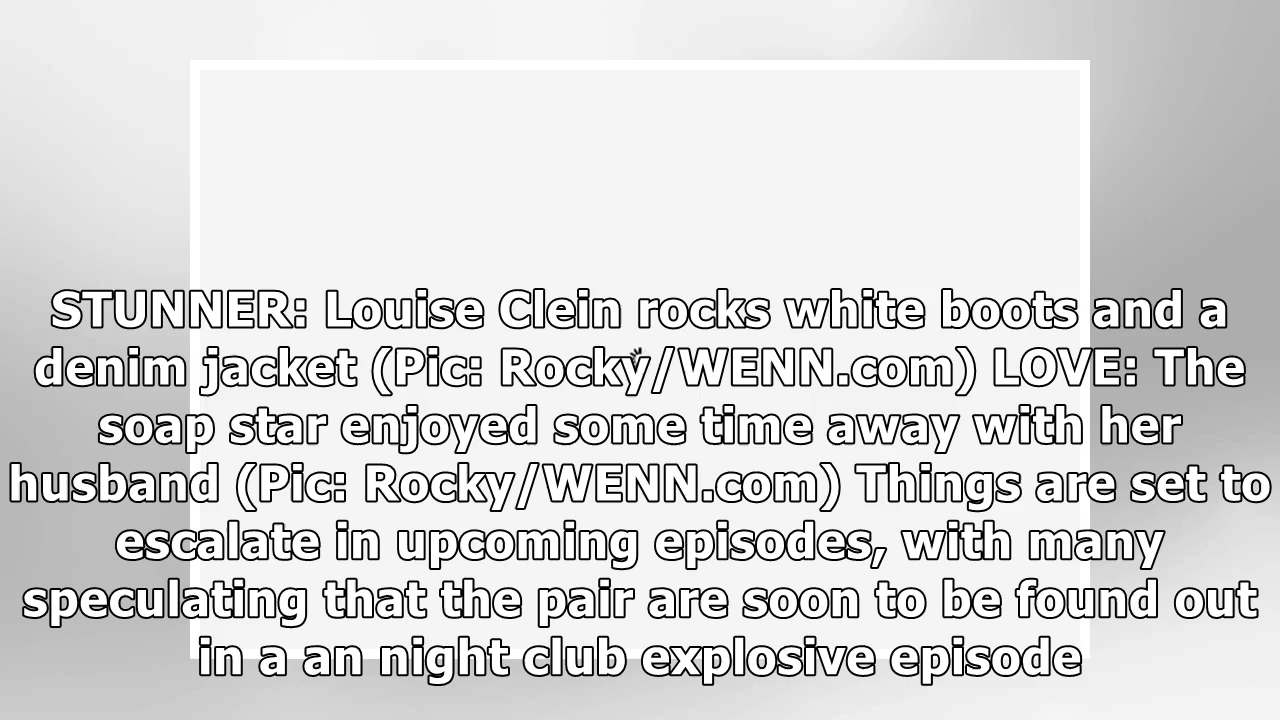 STUNNER: Louise Clein rocks white boots and a
denim jacket (Pic: Rocky/WENN.com) LOVE: The
soap star enjoyed some time away with her
husband (Pic: Rocky/WENN.com) Things are set to
escalate in upcoming episodes, with many
speculating that the pair are soon to be found out
in a an night club explosive episode